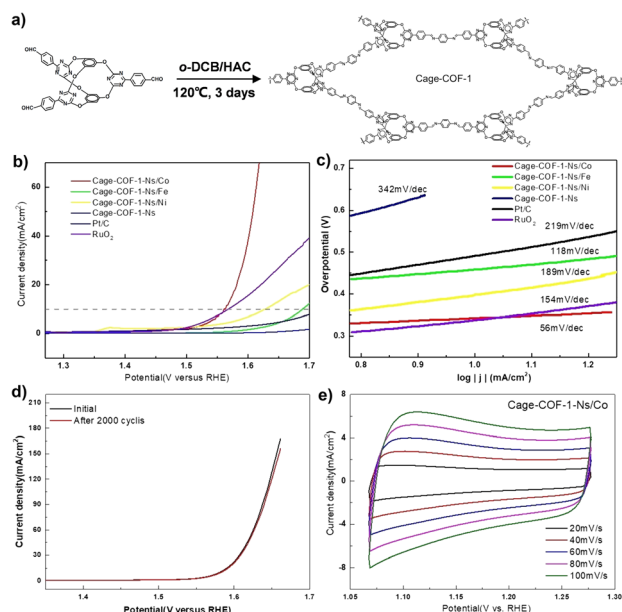 a)
CHO
CHO
CHO
o-DCB/HAC
120℃, 3 days
Cage-COF-1
b)
Cage-COF-1-Ns/Co
Cage-COF-1-Ns/Fe
Cage-COF-1-Ns/Ni
Cage-COF-1-Ns
Pt/C
RuO₂
Current density(mA/cm²)
60
40
20
0
1.3
1.4
1.5
1.6
1.7
Potential(V versus RHE)
c)
Cage-COF-1-Ns/Co
Cage-COF-1-Ns/Fe
Cage-COF-1-Ns/Ni
Cage-COF-1-Ns
Pt/C
RuO₂
342mV/dec
219mV/dec
118mV/dec
189mV/dec
154mV/dec
56mV/dec
Overpotential (V)
0.7
0.6
0.5
0.4
0.3
0.8
1.0
1.2
log | j | (mA/cm²)
d)
Initial
After 2000 cyclis
Current density(mA/cm²)
210
180
150
120
90
60
30
0
1.4
1.5
1.6
1.7
Potential(V versus RHE)
e)
Cage-COF-1-Ns/Co
20mV/s
40mV/s
60mV/s
80mV/s
100mV/s
Current density(mA/cm²)
8
4
0
-4
-8
1.05
1.10
1.15
1.20
1.25
1.30
Potential(V vs. RHE)